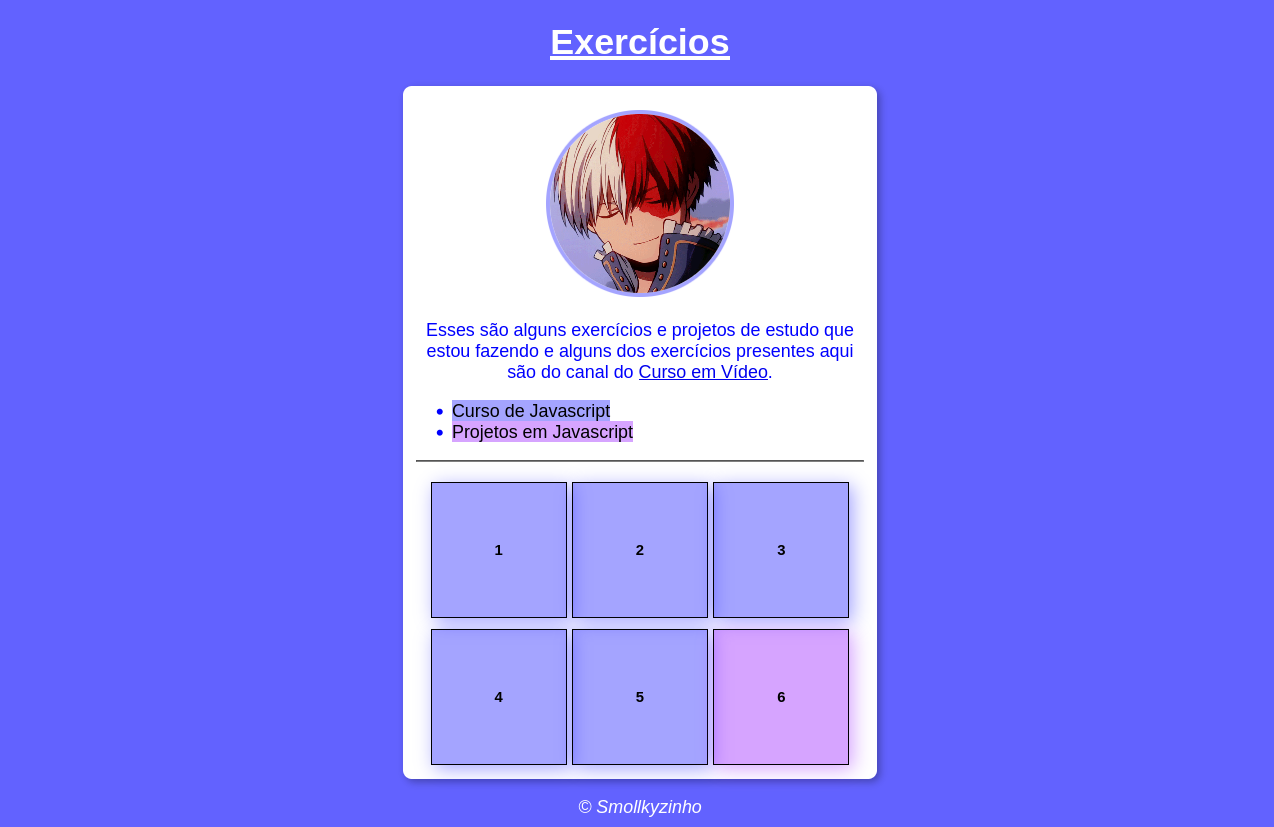 Exercícios
Esses são alguns exercícios e projetos de estudo que
estou fazendo e alguns dos exercícios presentes aqui
são do canal do Curso em Vídeo.
Curso de Javascript
Projetos em Javascript
1
2
3
4
5
6
© Smollkyzinho